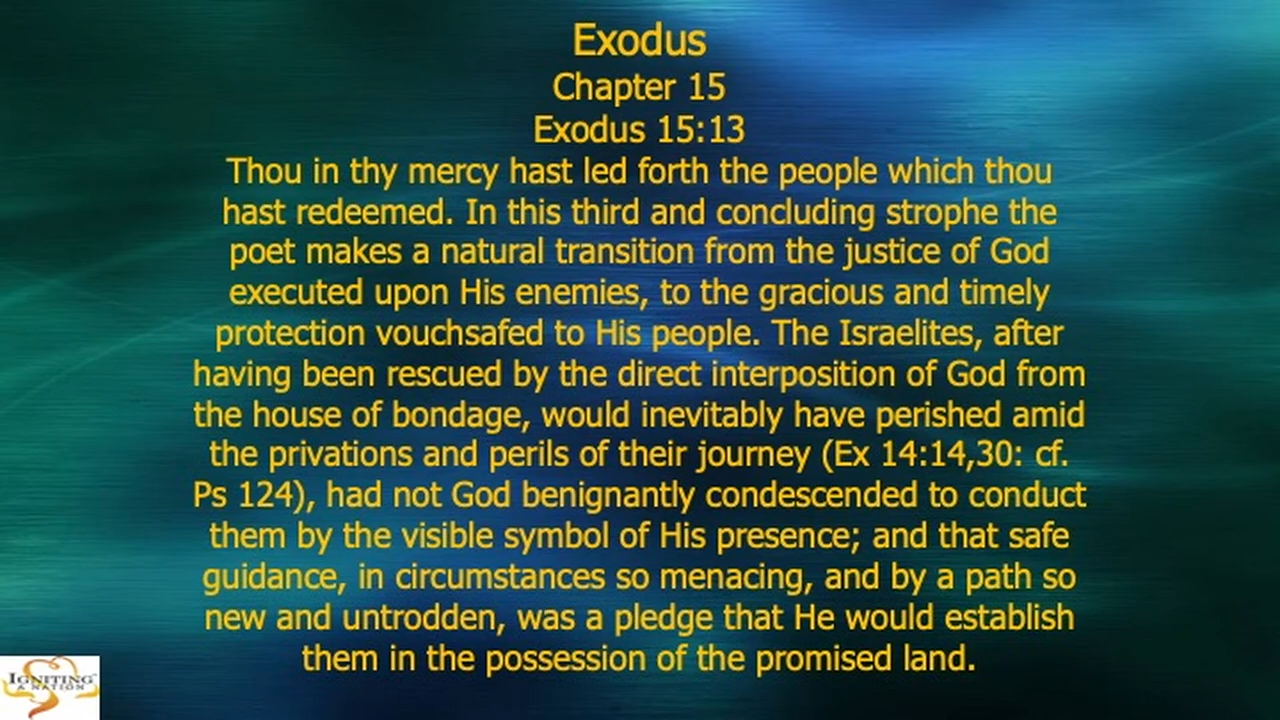 Exodus
Chapter 15
Exodus 15:13
Thou in thy mercy hast led forth the people which thou
hast redeemed. In this third and concluding strophe the
poet makes a natural transition from the justice of God
executed upon His enemies, to the gracious and timely
protection vouchsafed to His people. The Israelites, after
having been rescued by the direct interposition of God from
the house of bondage, would inevitably have perished amid
the privations and perils of their journey (Ex 14:14,30: cf.
Ps 124), had not God benignantly condescended to conduct
them by the visible symbol of His presence; and that safe
guidance, in circumstances so menacing, and by a path so
new and untrodden, was a pledge that He would establish
them in the possession of the promised land.
IGNITING
A NATION